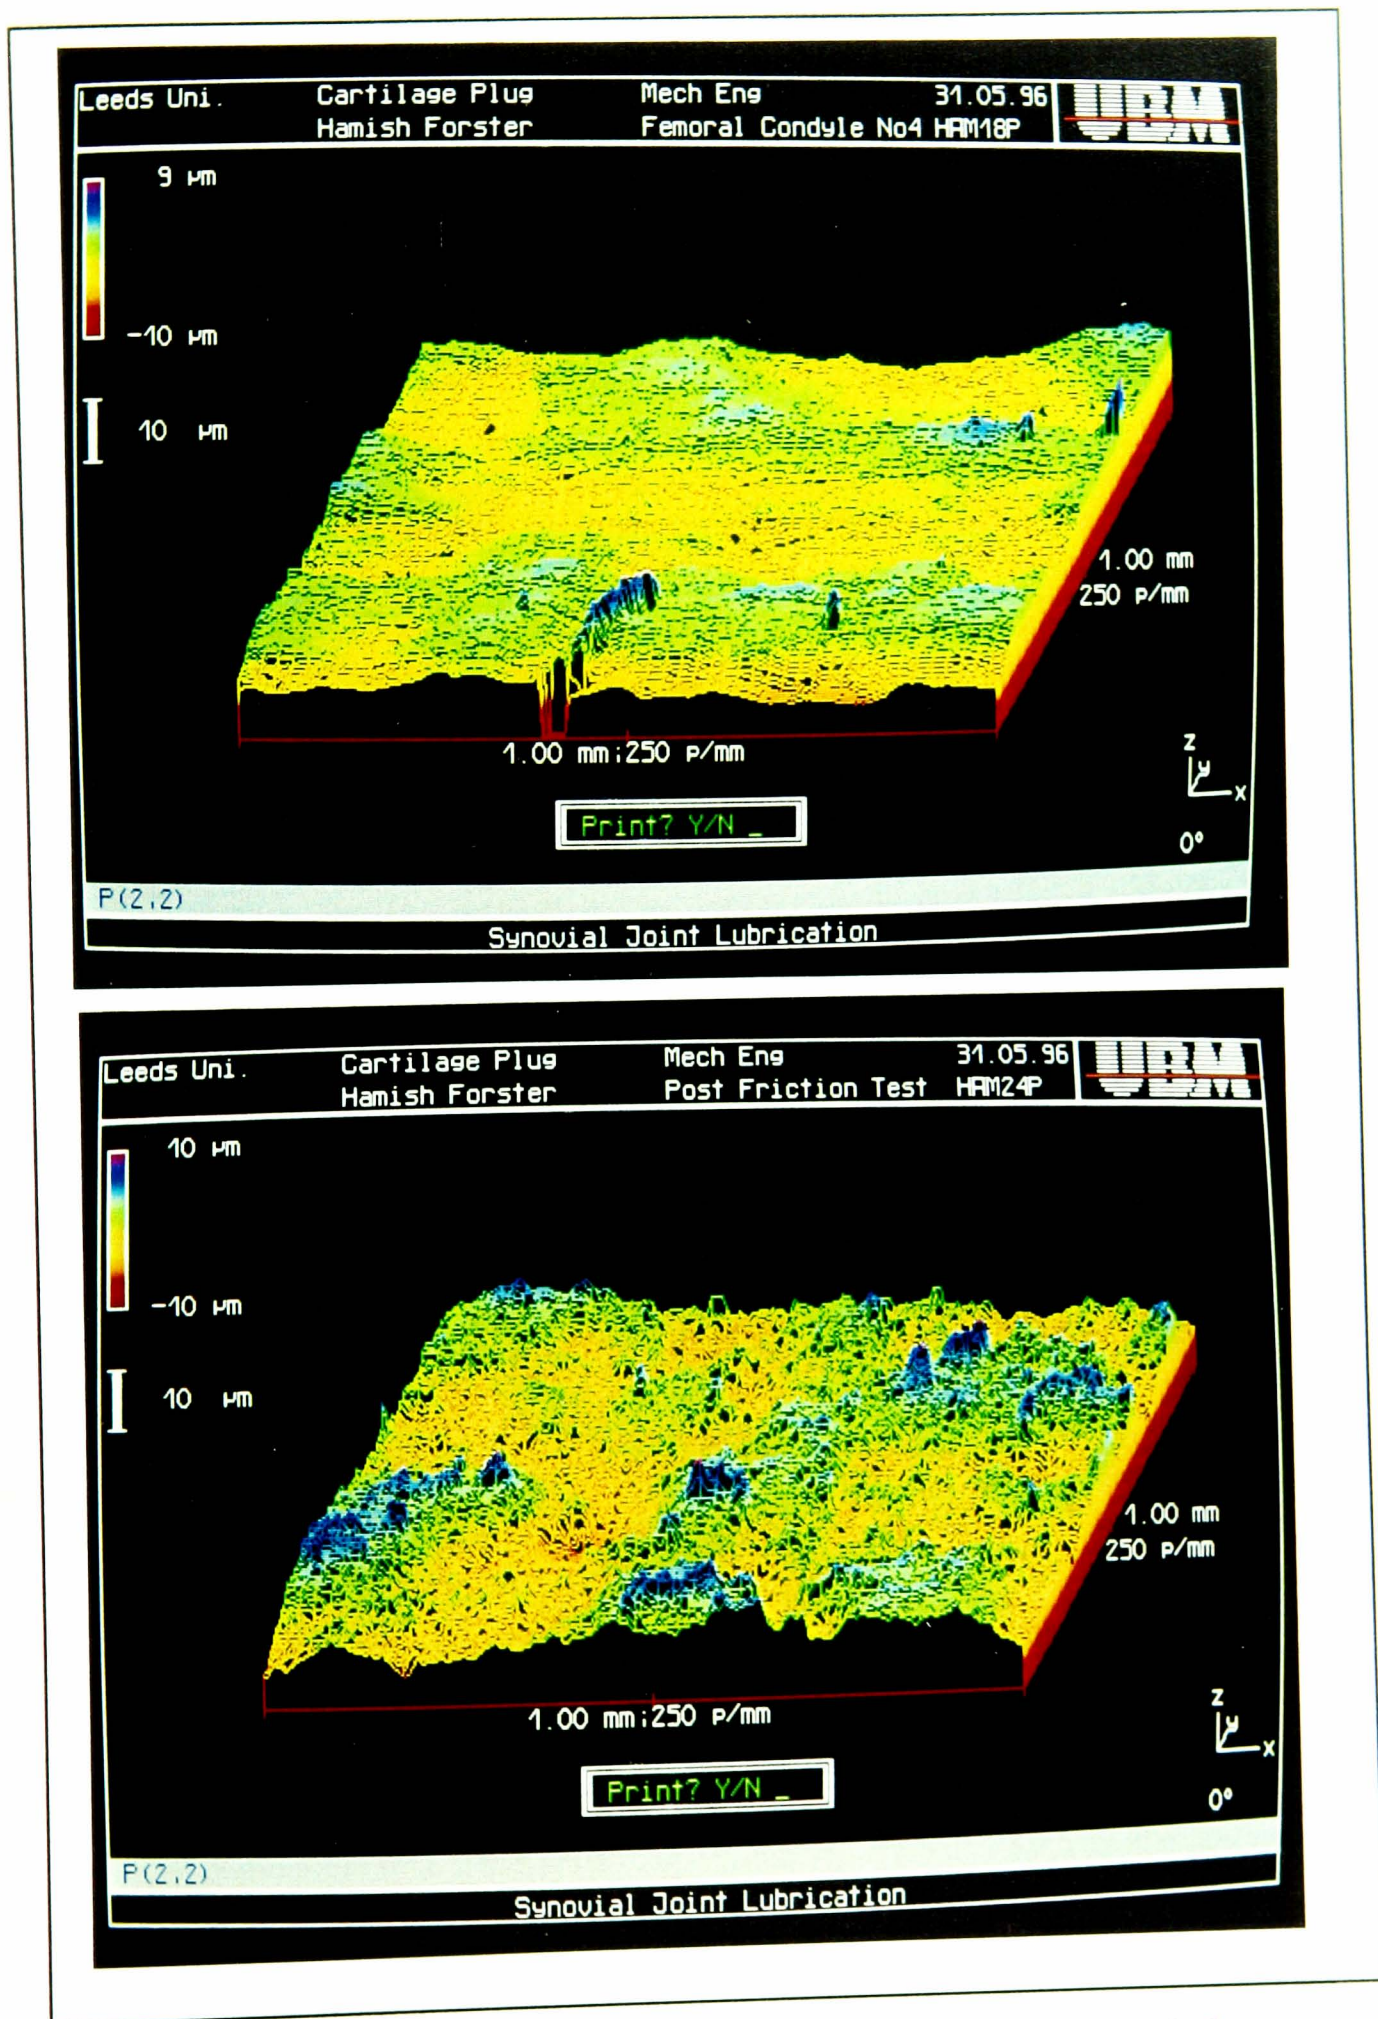 Leeds Uni. Cartilage Plug Mech Eng 31.05.96 UBM
Hamish Forster Femoral Condyle No4 HAM18P
9 µm
-10 µm
10 µm
1.00 mm
250 p/mm
1.00 mm;250 p/mm
z
y
x
Print? Y/N _
0°
P(2,2)
Synovial Joint Lubrication
Leeds Uni. Cartilage Plug Mech Eng 31.05.96 UBM
Hamish Forster Post Friction Test HAM24P
10 µm
-10 µm
10 µm
1.00 mm
250 p/mm
1.00 mm;250 p/mm
z
y
x
Print? Y/N _
0°
P(2,2)
Synovial Joint Lubrication